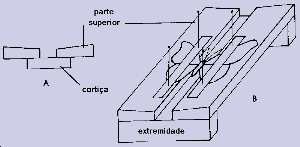 parte
superior
A
cortiça
B
extremidade